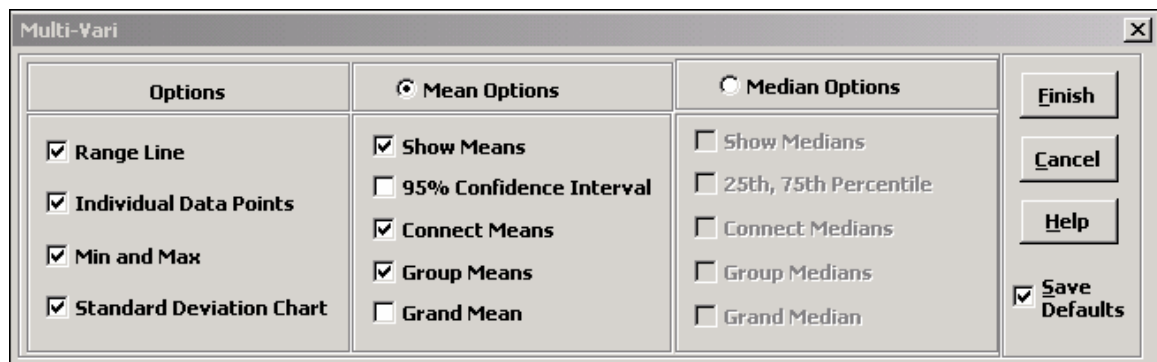 Multi-Vari
Options
Range Line
Individual Data Points
Min and Max
Standard Deviation Chart
Mean Options
Show Means
95% Confidence Interval
Connect Means
Group Means
Grand Mean
Median Options
Show Medians
25th, 75th Percentile
Connect Medians
Group Medians
Grand Median
Finish
Cancel
Help
Save
Defaults